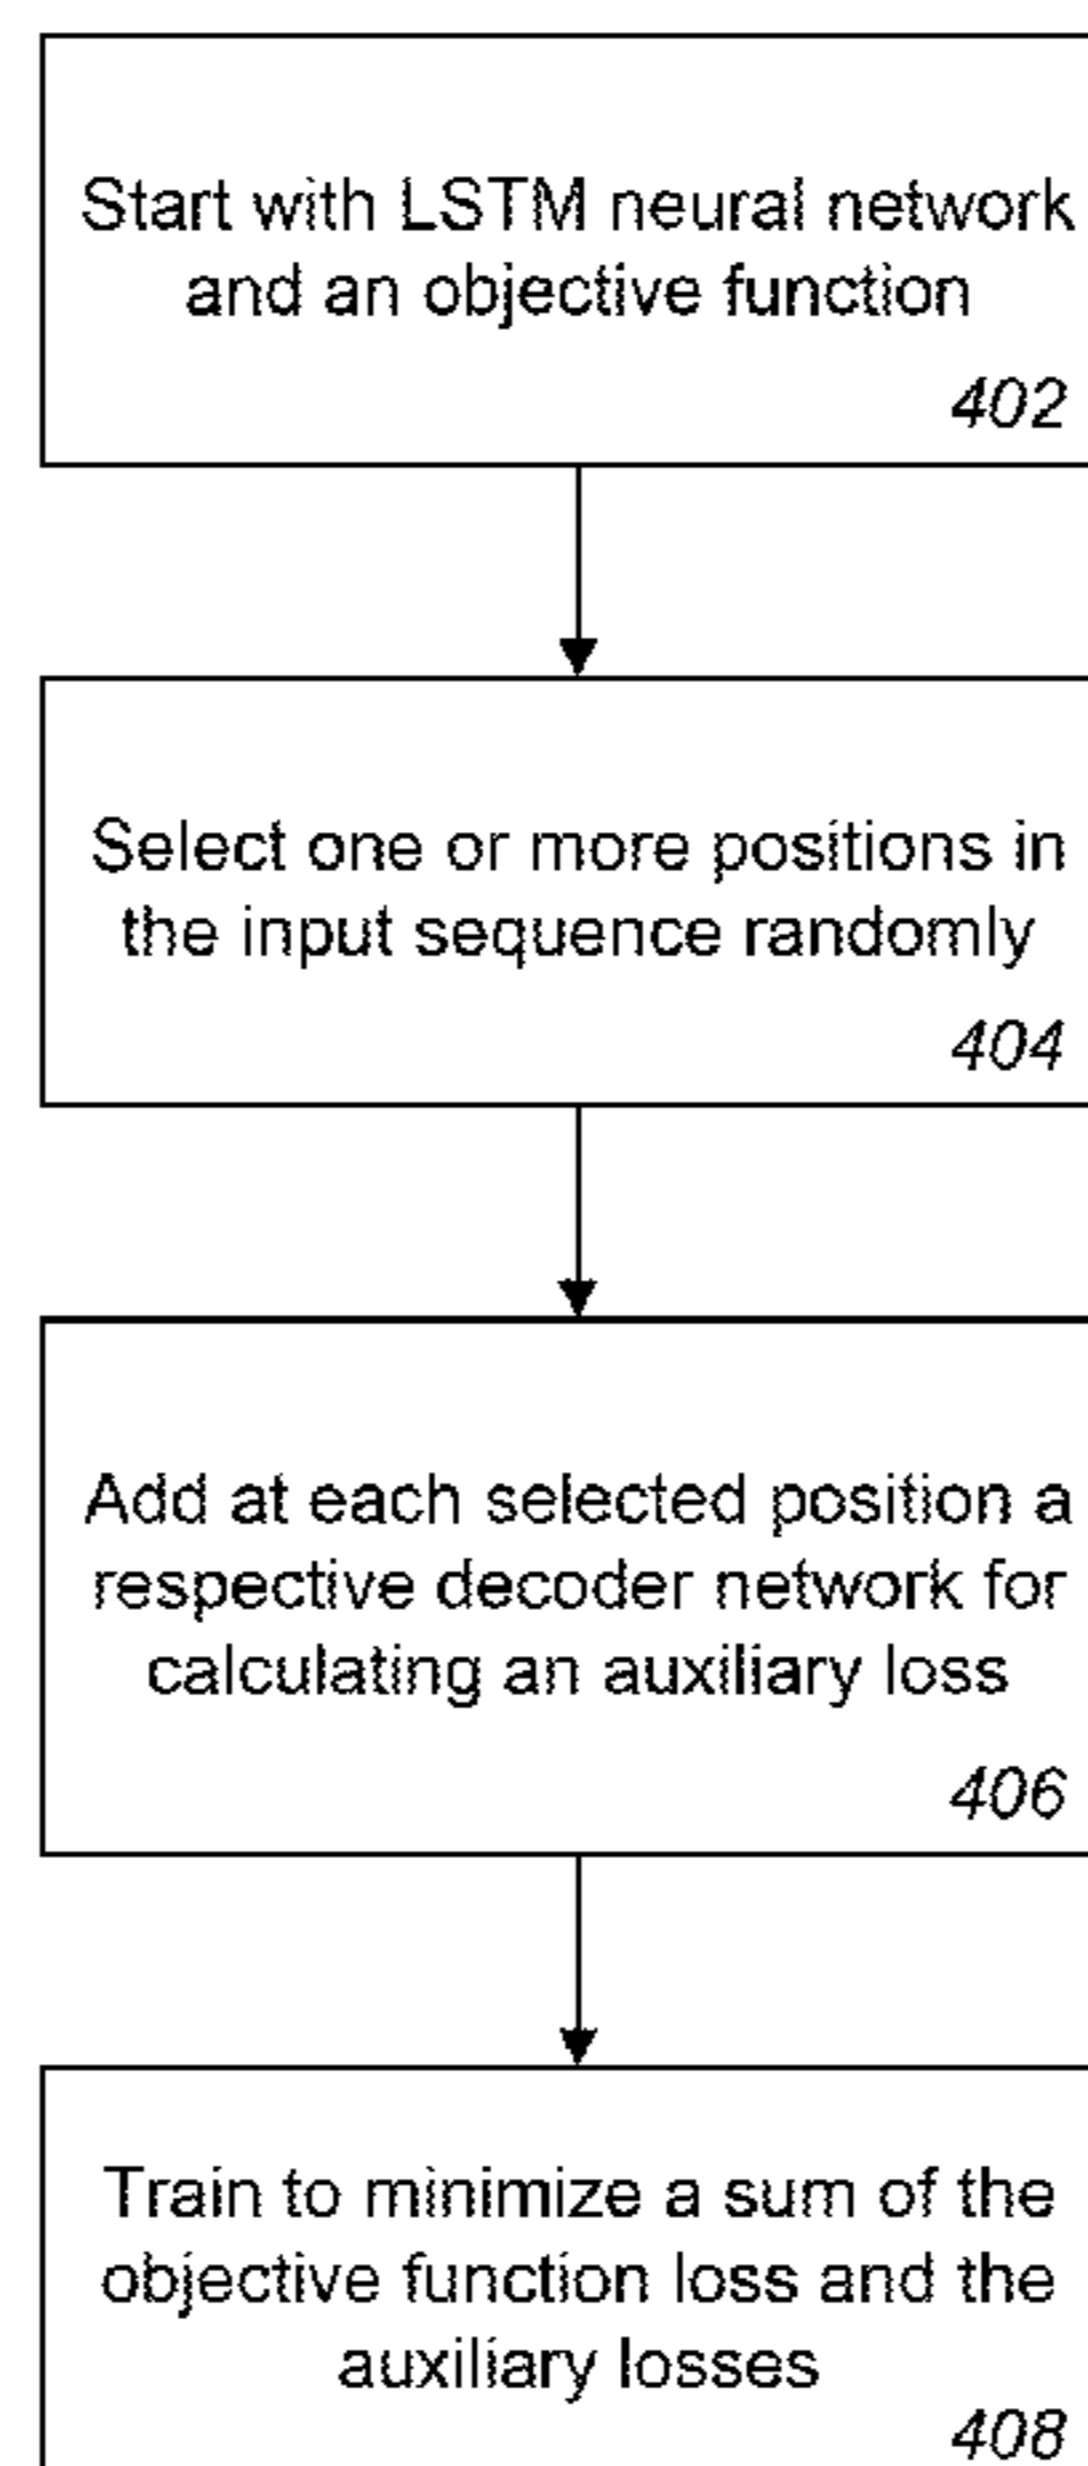 Start with LSTM neural network
and an objective function
402
Select one or more positions in
the input sequence randomly
404
Add at each selected position a
respective decoder network for
calculating an auxiliary loss
406
Train to minimize a sum of the
objective function loss and the
auxiliary losses
408